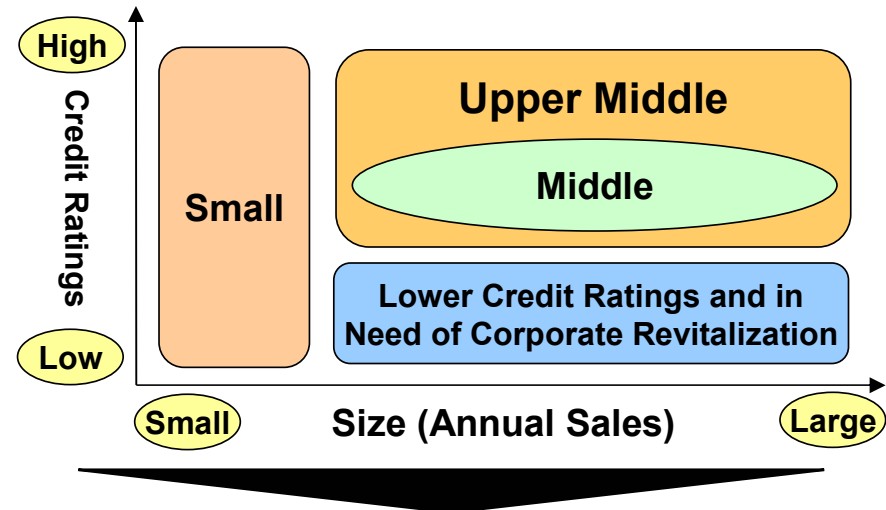 High
Credit Ratings
Low
Small
Upper Middle
Middle
Lower Credit Ratings and in
Need of Corporate Revitalization
Small
Size (Annual Sales)
Large